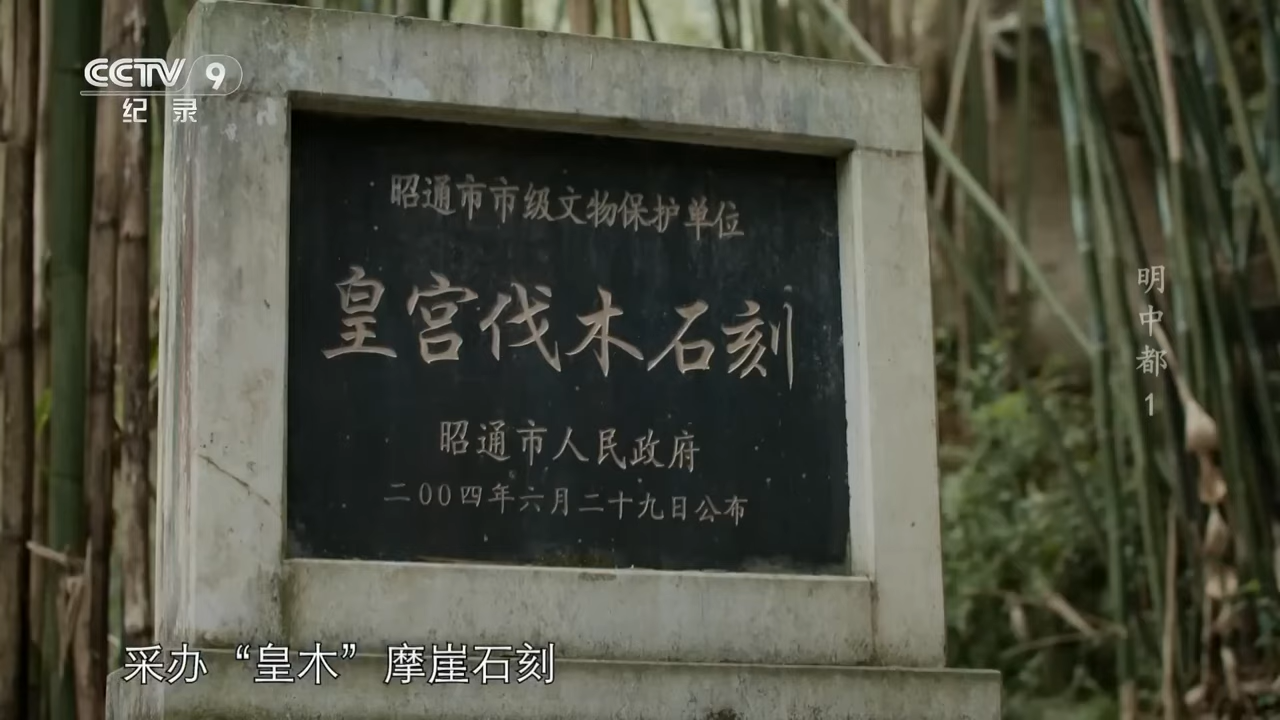 CCTV 9
纪录
昭通市市级文物保护单位
皇宫伐木石刻
昭通市人民政府
二00四年六月二十九日公布
明中都 1
采办“皇木”摩崖石刻